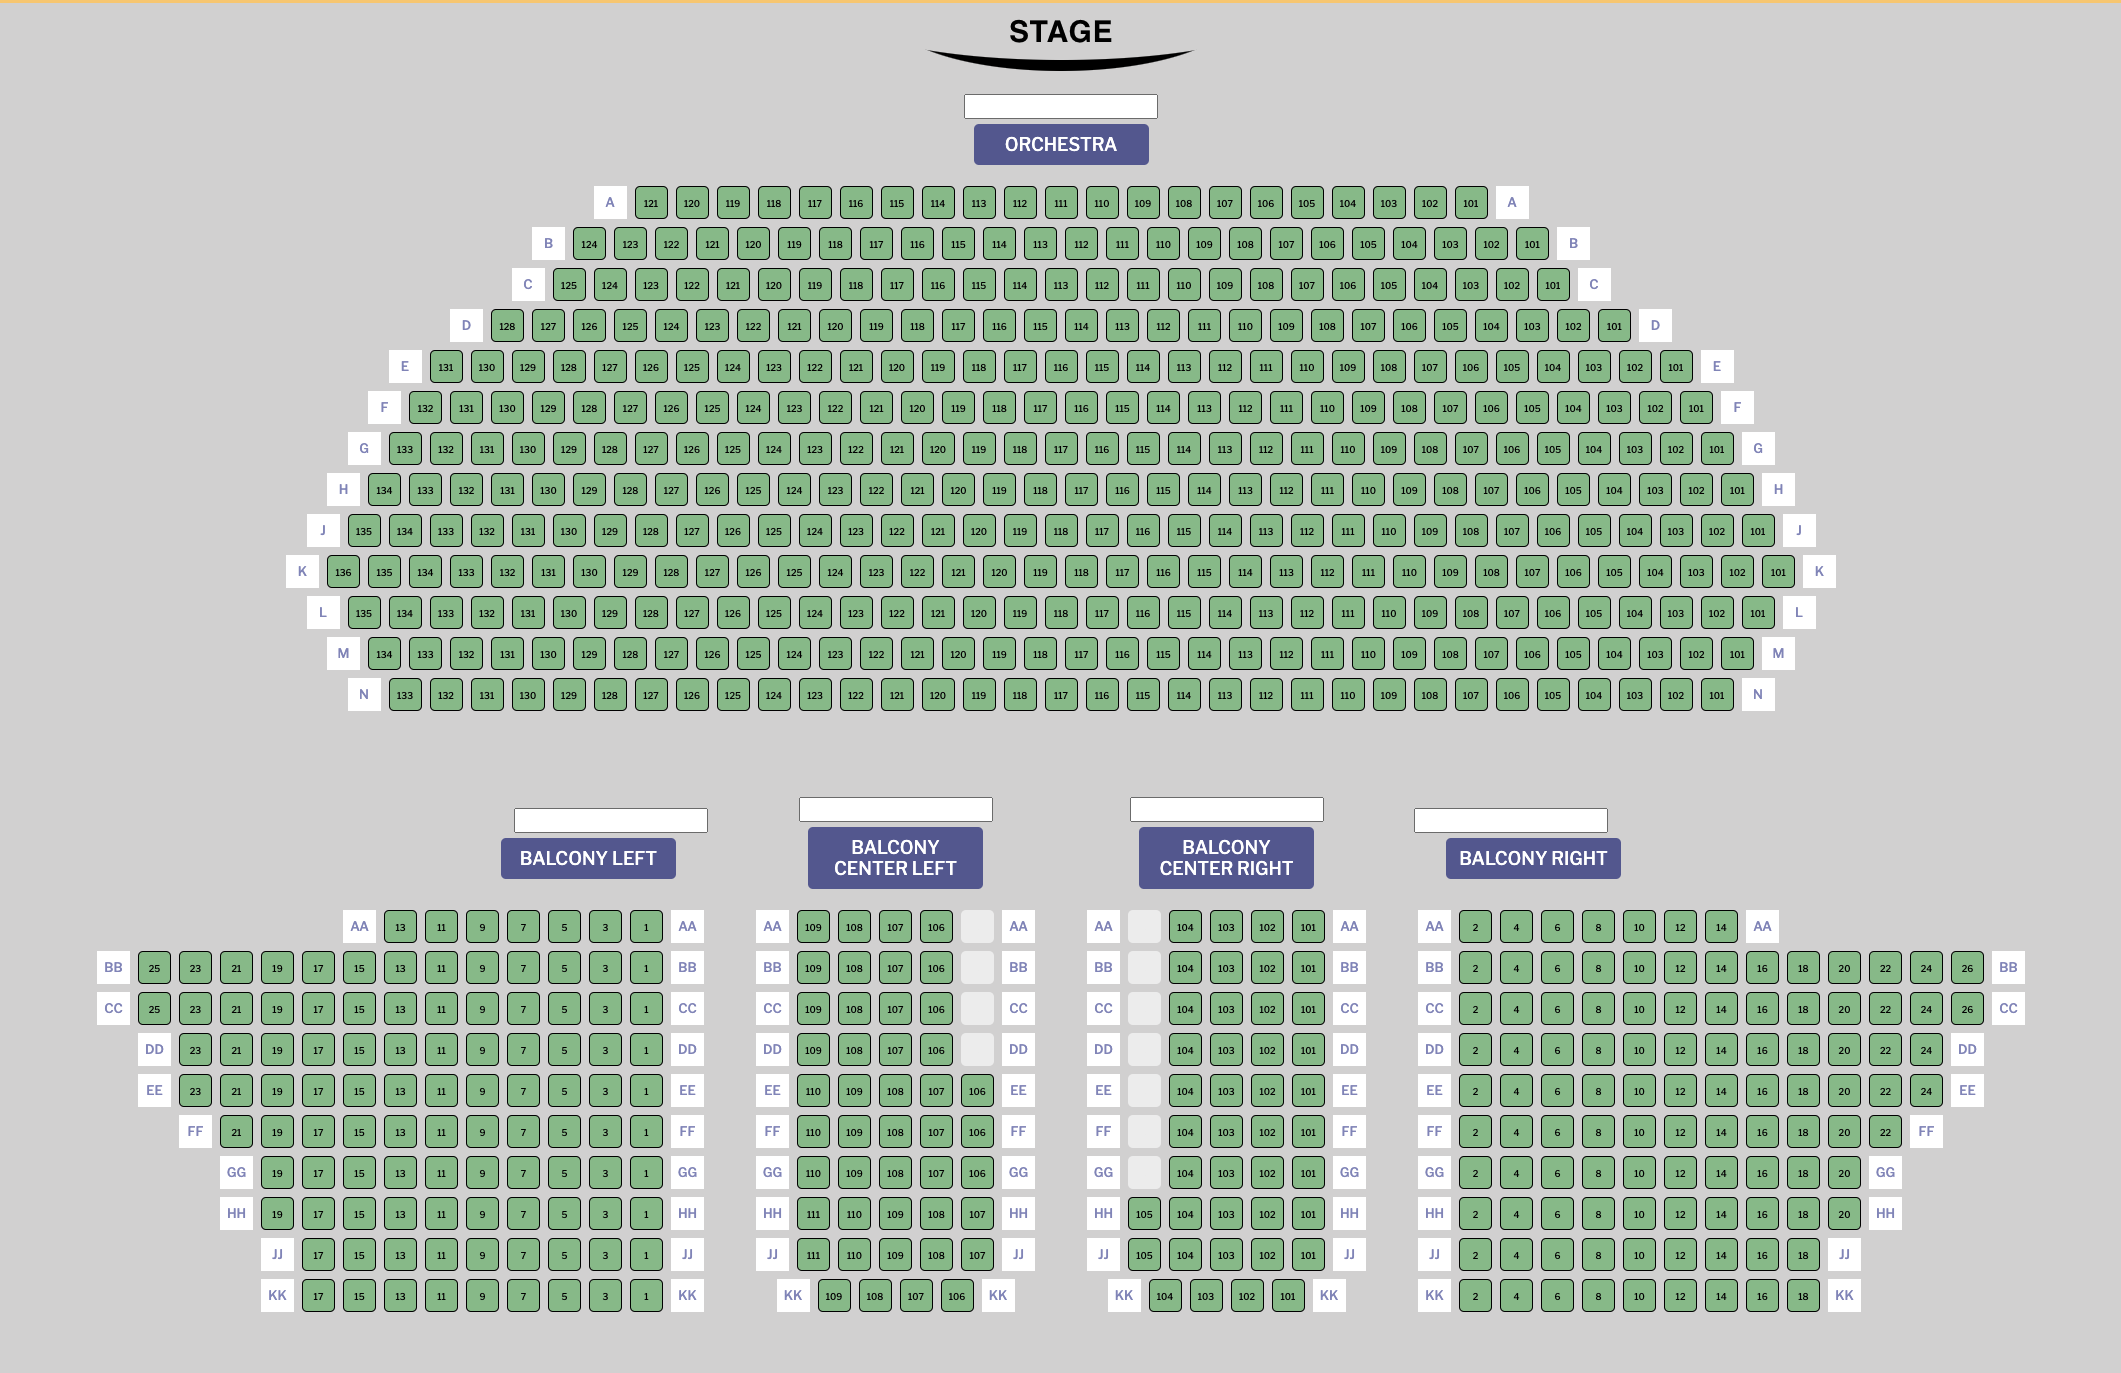 STAGE
ORCHESTRA
A 121 120 119 118 117 116 115 114 113 112 111 110 109 108 107 106 105 104 103 102 101 A
B 124 123 122 121 120 119 118 117 116 115 114 113 112 111 110 109 108 107 106 105 104 103 102 101 B
C 125 124 123 122 121 120 119 118 117 116 115 114 113 112 111 110 109 108 107 106 105 104 103 102 101 C
D 128 127 126 125 124 123 122 121 120 119 118 117 116 115 114 113 112 111 110 109 108 107 106 105 104 103 102 101 D
E 131 130 129 128 127 126 125 124 123 122 121 120 119 118 117 116 115 114 113 112 111 110 109 108 107 106 105 104 103 102 101 E
F 132 131 130 129 128 127 126 125 124 123 122 121 120 119 118 117 116 115 114 113 112 111 110 109 108 107 106 105 104 103 102 101 F
G 133 132 131 130 129 128 127 126 125 124 123 122 121 120 119 118 117 116 115 114 113 112 111 110 109 108 107 106 105 104 103 102 101 G
H 134 133 132 131 130 129 128 127 126 125 124 123 122 121 120 119 118 117 116 115 114 113 112 111 110 109 108 107 106 105 104 103 102 101 H
J 135 134 133 132 131 130 129 128 127 126 125 124 123 122 121 120 119 118 117 116 115 114 113 112 111 110 109 108 107 106 105 104 103 102 101 J
K 136 135 134 133 132 131 130 129 128 127 126 125 124 123 122 121 120 119 118 117 116 115 114 113 112 111 110 109 108 107 106 105 104 103 102 101 K
L 135 134 133 132 131 130 129 128 127 126 125 124 123 122 121 120 119 118 117 116 115 114 113 112 111 110 109 108 107 106 105 104 103 102 101 L
M 134 133 132 131 130 129 128 127 126 125 124 123 122 121 120 119 118 117 116 115 114 113 112 111 110 109 108 107 106 105 104 103 102 101 M
N 133 132 131 130 129 128 127 126 125 124 123 122 121 120 119 118 117 116 115 114 113 112 111 110 109 108 107 106 105 104 103 102 101 N
BALCONY LEFT
AA 13 11 9 7 5 3 1 AA
BB 25 23 21 19 17 15 13 11 9 7 5 3 1 BB
CC 25 23 21 19 17 15 13 11 9 7 5 3 1 CC
DD 23 21 19 17 15 13 11 9 7 5 3 1 DD
EE 23 21 19 17 15 13 11 9 7 5 3 1 EE
FF 21 19 17 15 13 11 9 7 5 3 1 FF
GG 19 17 15 13 11 9 7 5 3 1 GG
HH 19 17 15 13 11 9 7 5 3 1 HH
JJ 17 15 13 11 9 7 5 3 1 JJ
KK 17 15 13 11 9 7 5 3 1 KK
BALCONY
CENTER LEFT
AA 109 108 107 106 AA
BB 109 108 107 106 BB
CC 109 108 107 106 CC
DD 109 108 107 106 DD
EE 110 109 108 107 106 EE
FF 110 109 108 107 106 FF
GG 110 109 108 107 106 GG
HH 111 110 109 108 107 HH
JJ 111 110 109 108 107 JJ
KK 109 108 107 106 KK
BALCONY
CENTER RIGHT
AA 104 103 102 101 AA
BB 104 103 102 101 BB
CC 104 103 102 101 CC
DD 104 103 102 101 DD
EE 104 103 102 101 EE
FF 104 103 102 101 FF
GG 104 103 102 101 GG
HH 105 104 103 102 101 HH
JJ 105 104 103 102 101 JJ
KK 104 103 102 101 KK
BALCONY RIGHT
AA 2 4 6 8 10 12 14 AA
BB 2 4 6 8 10 12 14 16 18 20 22 24 26 BB
CC 2 4 6 8 10 12 14 16 18 20 22 24 26 CC
DD 2 4 6 8 10 12 14 16 18 20 22 24 DD
EE 2 4 6 8 10 12 14 16 18 20 22 24 EE
FF 2 4 6 8 10 12 14 16 18 20 22 FF
GG 2 4 6 8 10 12 14 16 18 20 GG
HH 2 4 6 8 10 12 14 16 18 20 HH
JJ 2 4 6 8 10 12 14 16 18 JJ
KK 2 4 6 8 10 12 14 16 18 KK